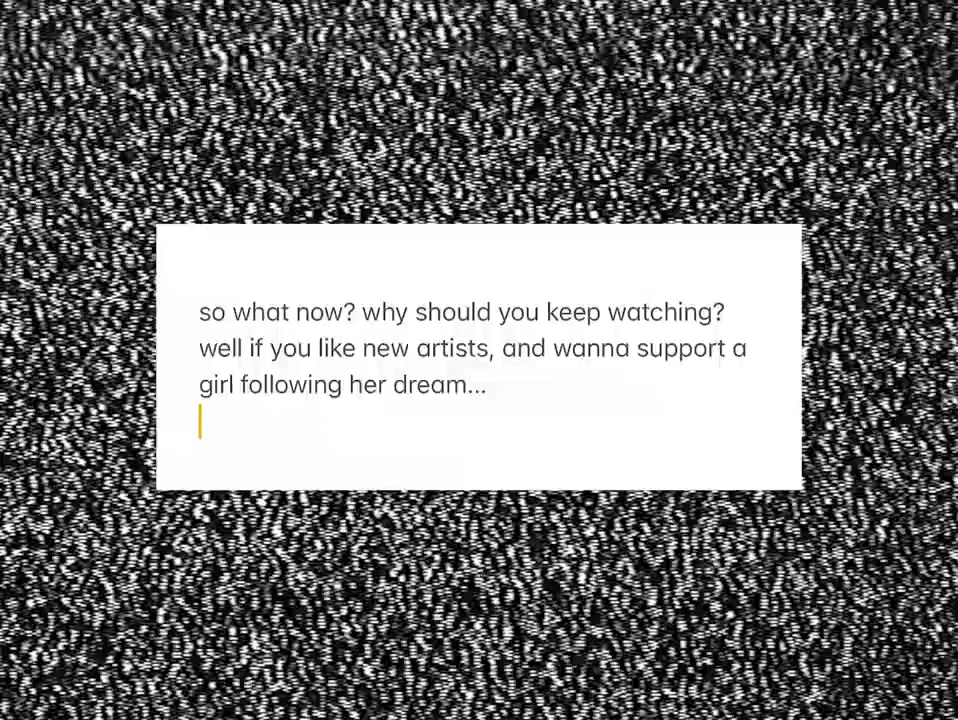 so what now? why should you keep watching?
well if you like new artists, and wanna support a
girl following her dream...